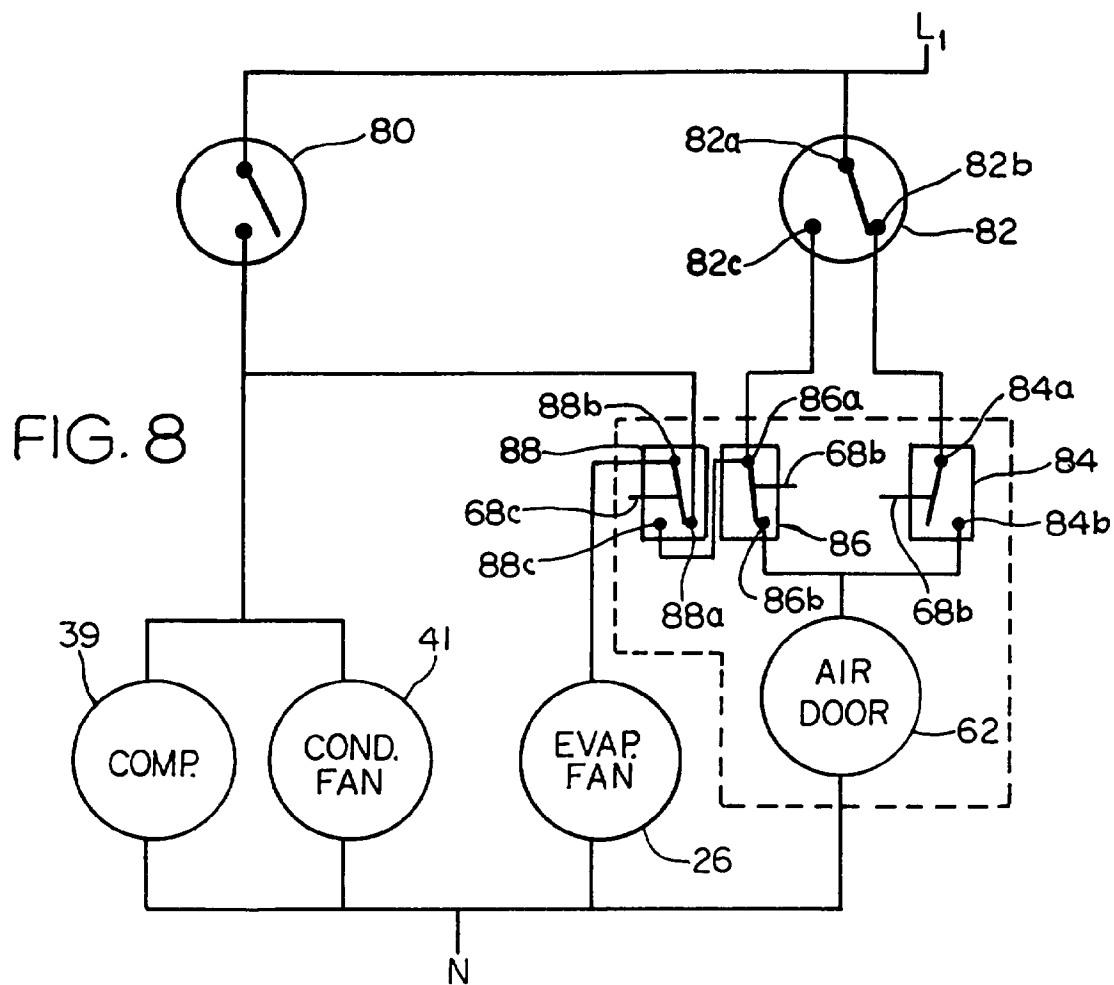 L1
80
82a
82b
82
82c
FIG. 8
88b
86a
84a
88
68b
84
68c
84b
86
88c
88a
86b
68b
39
41
AIR
DOOR
62
COMP.
COND.
FAN
EVAP.
FAN
26
N